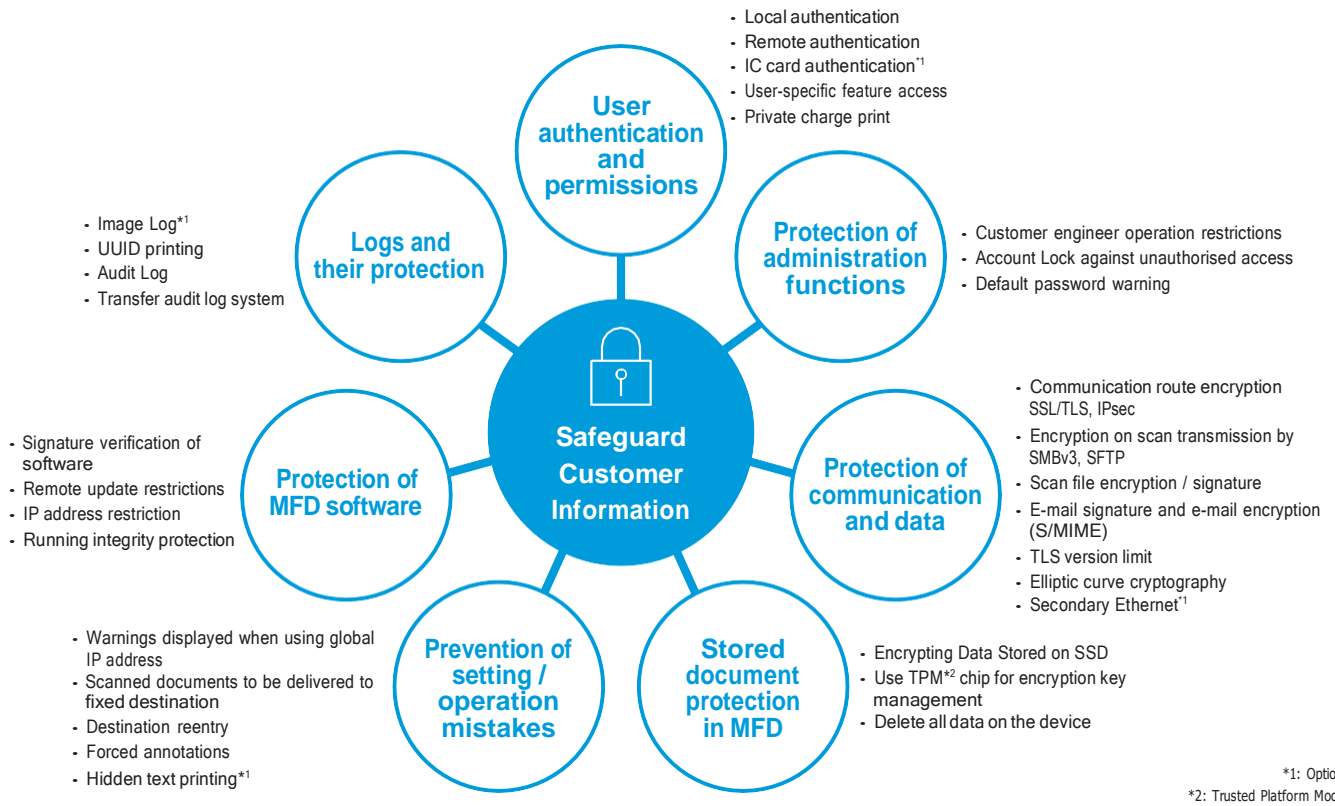 - Local authentication
- Remote authentication
- IC card authentication*1
- User-specific feature access
- Private charge print
User
authentication
and
permissions
- Image Log*1
- UUID printing
- Audit Log
- Transfer audit log system
Logs and
their protection
Protection of
administration
functions
- Customer engineer operation restrictions
- Account Lock against unauthorised access
- Default password warning
Safeguard
Customer
Information
- Signature verification of
software
- Remote update restrictions
- IP address restriction
- Running integrity protection
Protection of
MFD software
Protection of
communication
and data
- Communication route encryption
SSL/TLS, IPsec
- Encryption on scan transmission by
SMBv3, SFTP
- Scan file encryption / signature
- E-mail signature and e-mail encryption
(S/MIME)
- TLS version limit
- Elliptic curve cryptography
- Secondary Ethernet*1
- Warnings displayed when using global
IP address
- Scanned documents to be delivered to
fixed destination
- Destination reentry
- Forced annotations
- Hidden text printing*1
Prevention of
setting /
operation
mistakes
Stored
document
protection
in MFD
- Encrypting Data Stored on SSD
- Use TPM*2 chip for encryption key
management
- Delete all data on the device
*1: Optio
*2: Trusted Platform Mod